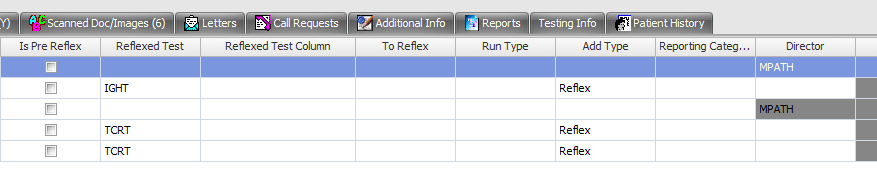 Y) Scanned Doc/Images (6) Letters Call Requests Additional Info Reports Testing Info Patient History
Is Pre Reflex Reflexed Test Reflexed Test Column To Reflex Run Type Add Type Reporting Categ... Director
MPATH
IGHT Reflex
MPATH
TCRT Reflex
TCRT Reflex